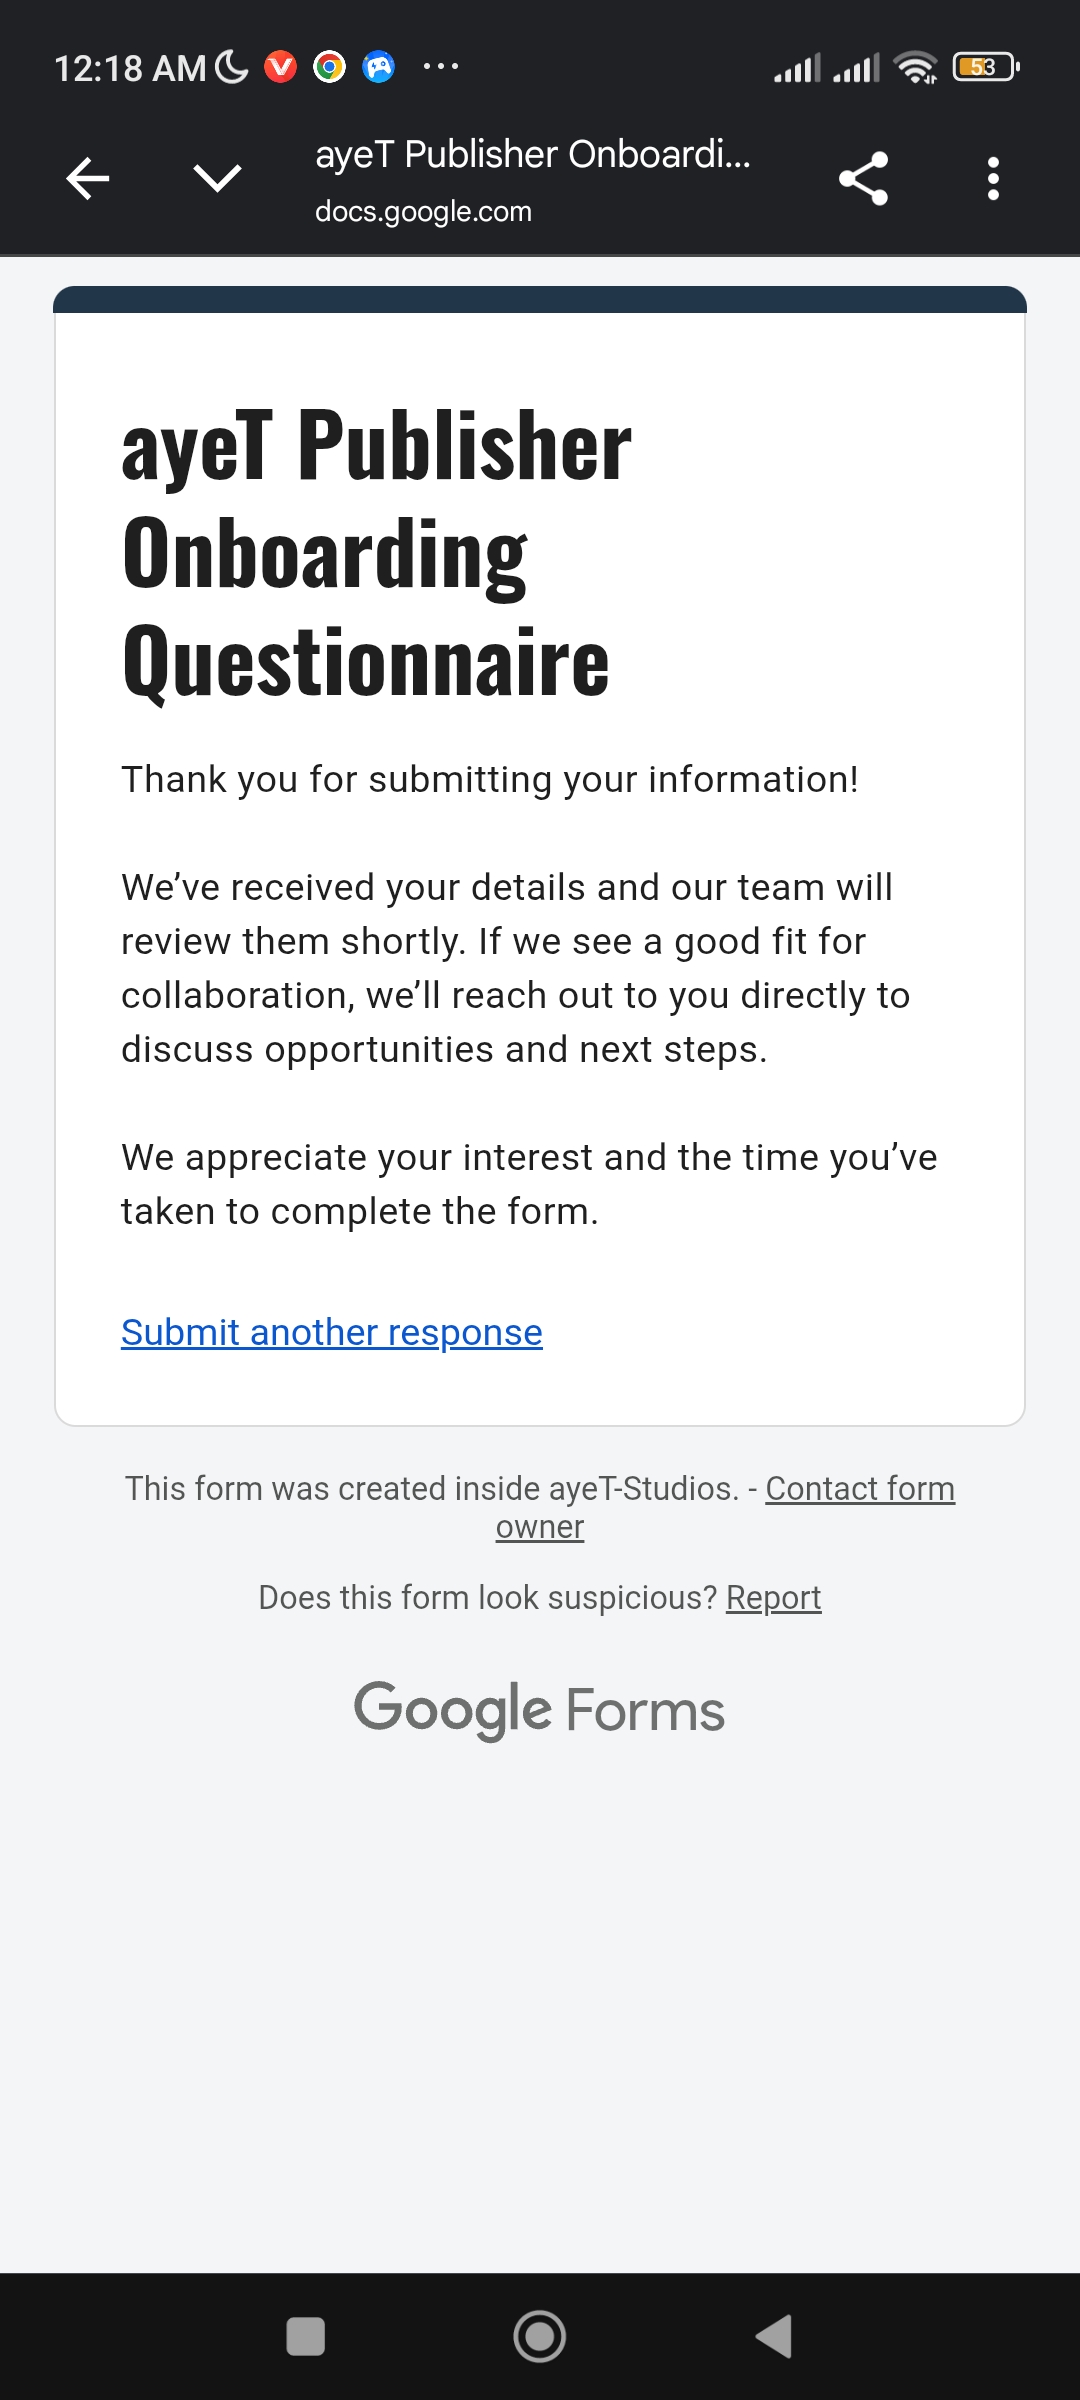 12:18 AM
53
ayeT Publisher Onboardi...
docs.google.com
ayeT Publisher
Onboarding
Questionnaire
Thank you for submitting your information!
We’ve received your details and our team will
review them shortly. If we see a good fit for
collaboration, we’ll reach out to you directly to
discuss opportunities and next steps.
We appreciate your interest and the time you’ve
taken to complete the form.
Submit another response
This form was created inside ayeT-Studios. - Contact form
owner
Does this form look suspicious? Report
Google Forms